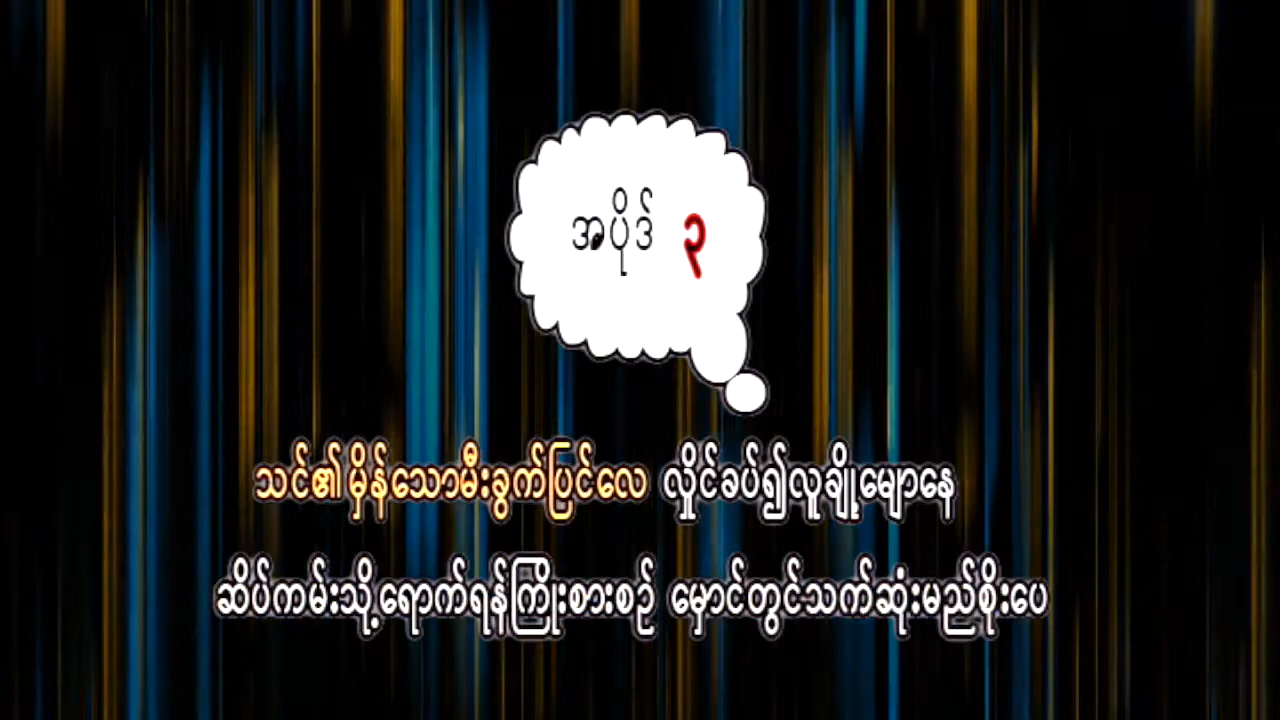 အပိုဒ် ၃
သင်၏မှိန်သောမီးခွက်ပြင်လေ လှိုင်ခပ်၍လူချို့မျောနေ
ဆိပ်ကမ်းသို့ရောက်ရန်ကြိုးစားစဉ် မှောင်တွင်သက်ဆုံးမည်စိုးပေ